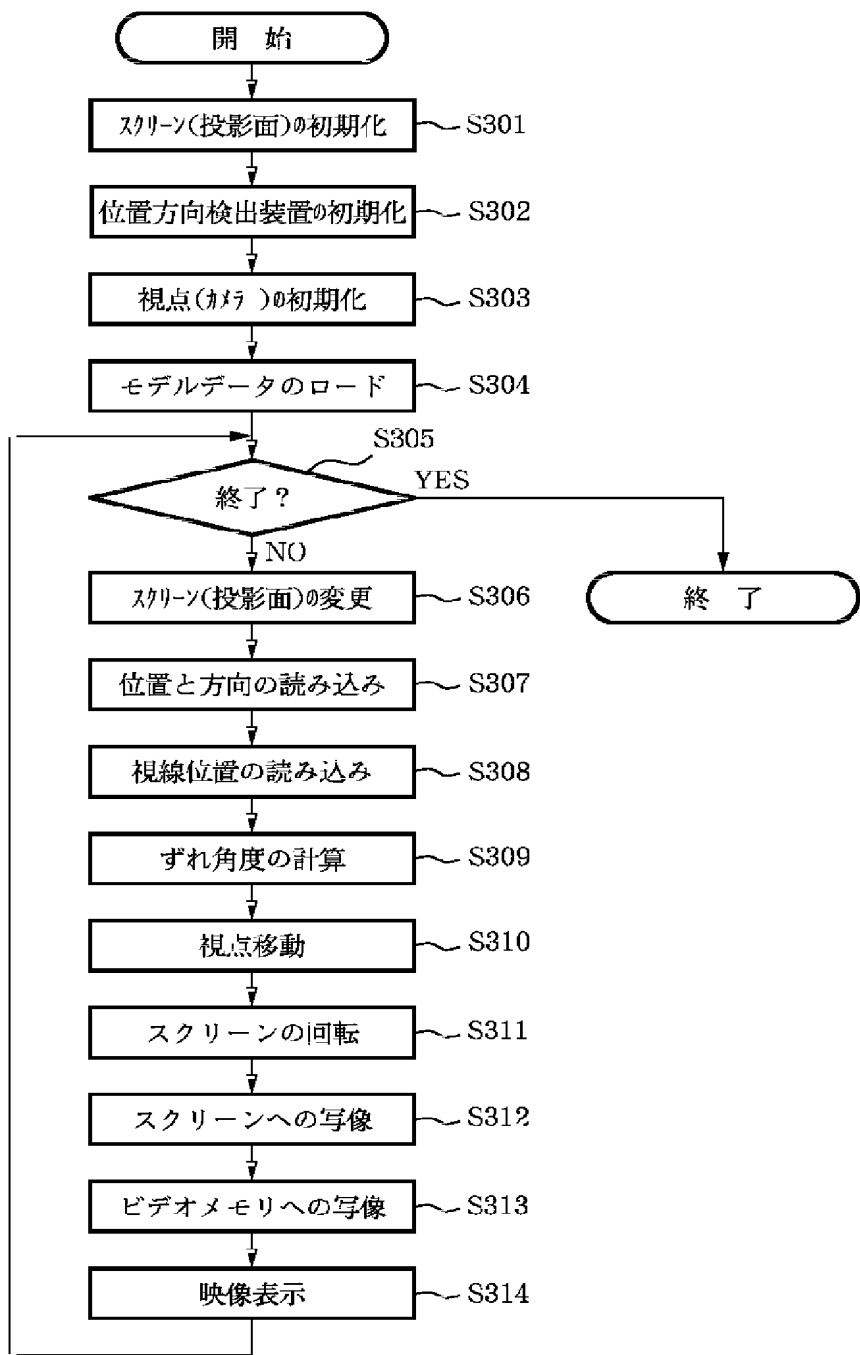 開 始
スクリーン(投影面)の初期化 S301
位置方向検出装置の初期化 S302
視点(カメラ )の初期化 S303
モデルデータのロード S304
S305
終了? YES
NO
スクリーン(投影面)の変更 S306
終 了
位置と方向の読み込み S307
視線位置の読み込み S308
ずれ角度の計算 S309
視点移動 S310
スクリーンの回転 S311
スクリーンへの写像 S312
ビデオメモリへの写像 S313
映像表示 S314